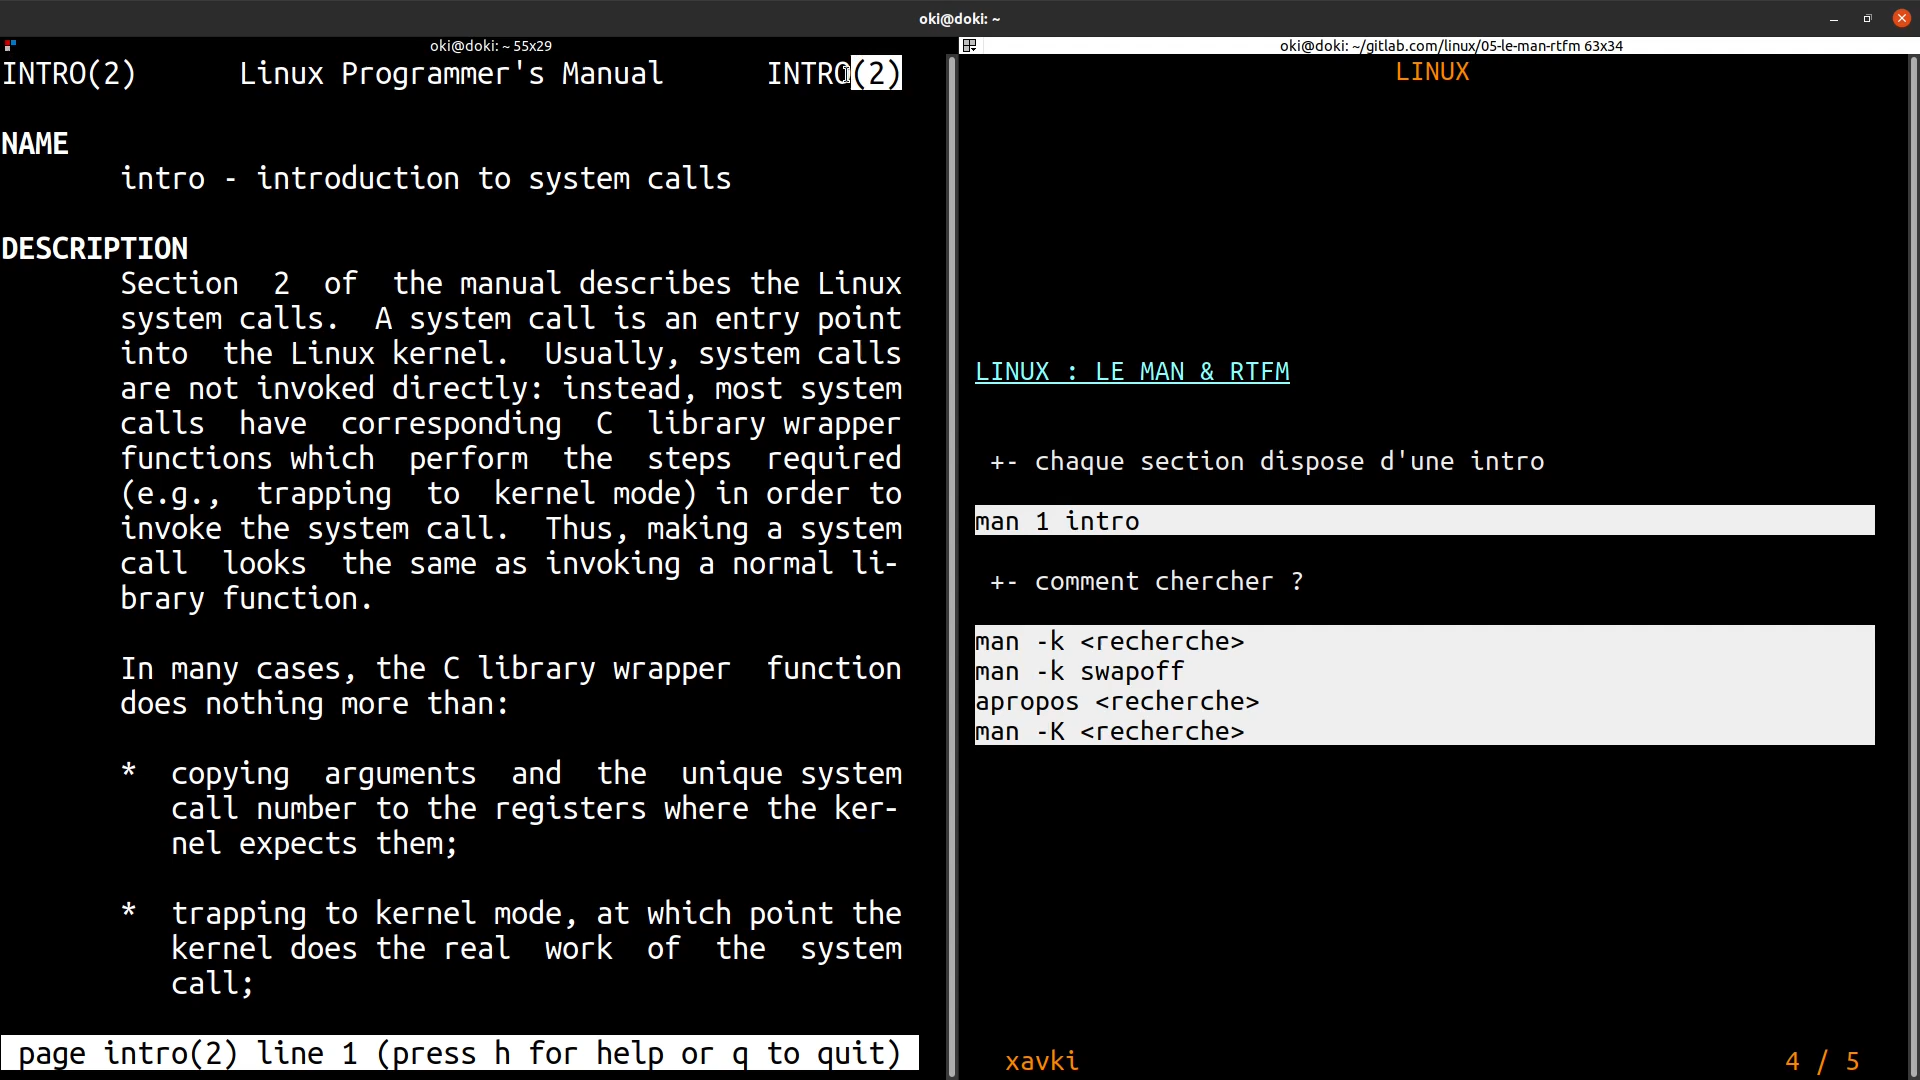 oki@doki: ~
oki@doki: ~ 55x29
INTRO(2) Linux Programmer's Manual INTRO(2)
NAME
intro - introduction to system calls
DESCRIPTION
Section 2 of the manual describes the Linux
system calls. A system call is an entry point
into the Linux kernel. Usually, system calls
are not invoked directly: instead, most system
calls have corresponding C library wrapper
functions which perform the steps required
(e.g., trapping to kernel mode) in order to
invoke the system call. Thus, making a system
call looks the same as invoking a normal li-
brary function.
In many cases, the C library wrapper function
does nothing more than:
* copying arguments and the unique system
call number to the registers where the ker-
nel expects them;
* trapping to kernel mode, at which point the
kernel does the real work of the system
call;
page intro(2) line 1 (press h for help or q to quit)
oki@doki: ~/gitlab.com/linux/05-le-man-rtfm 63x34
LINUX
LINUX : LE MAN & RTFM
+- chaque section dispose d'une intro
man 1 intro
+- comment chercher ?
man -k <recherche>
man -k swapoff
apropos <recherche>
man -K <recherche>
xavki 4 / 5